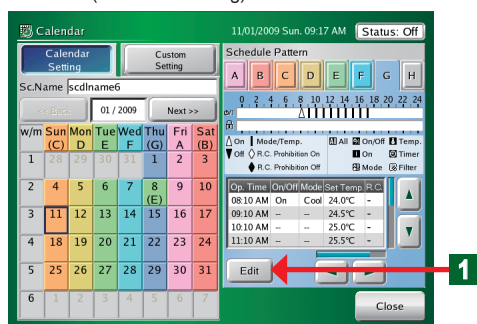 Calendar 11/01/2009 Sun. 09:17 AM Status: Off
Calendar
Setting
Custom
Setting
Sc.Name scdlname6
<< Back 01 / 2009 Next >>
w/m Sun Mon Tue Wed Thu Fri Sat
(C) D E F (G) A (B)
1 28 29 30 31 1 2 3
2 4 5 6 7 8 9 10
(E)
3 11 12 13 14 15 16 17
4 18 19 20 21 22 23 24
5 25 26 27 28 29 30 31
6 1 2 3 4 5 6 7
Schedule Pattern
A B C D E F G H
0 2 4 6 8 10 12 14 16 18 20 22 24
On Mode/Temp. All On/Off Temp.
Off R.C. Prohibition On On Timer
R.C. Prohibition Off Mode Filter
Op. Time On/Off Mode Set Temp. R.C.
08:10 AM On Cool 24.0°C -
09:10 AM -- -- 24.5°C -
10:10 AM -- -- 25.0°C -
11:10 AM -- -- 25.5°C -
Edit
1
Close